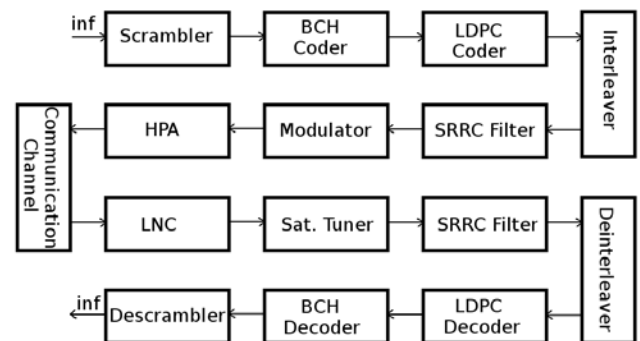 inf
Scrambler
BCH
Coder
LDPC
Coder
Interleaver
Communication
Channel
HPA
Modulator
SRRC Filter
LNC
Sat. Tuner
SRRC Filter
Deinterleaver
inf
Descrambler
BCH
Decoder
LDPC
Decoder